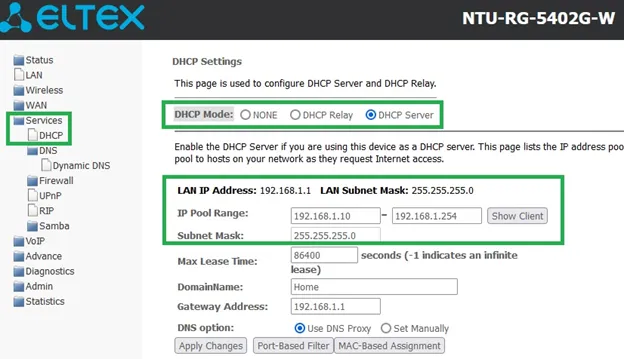 ELTEX
NTU-RG-5402G-W
Status
LAN
Wireless
WAN
Services
DHCP
DNS
Dynamic DNS
Firewall
UPnP
RIP
Samba
VoIP
Advance
Diagnostics
Admin
Statistics
DHCP Settings
This page is used to configure DHCP Server and DHCP Relay.
DHCP Mode: NONE DHCP Relay DHCP Server
Enable the DHCP Server if you are using this device as a DHCP server. This page lists the IP address poo
pool to hosts on your network as they request Internet access.
LAN IP Address: 192.168.1.1 LAN Subnet Mask: 255.255.255.0
IP Pool Range: 192.168.1.10 – 192.168.1.254 Show Client
Subnet Mask: 255.255.255.0
Max Lease Time: 86400 seconds (-1 indicates an infinite
lease)
DomainName: Home
Gateway Address: 192.168.1.1
DNS option: Use DNS Proxy Set Manually
Apply Changes Port-Based Filter MAC-Based Assignment